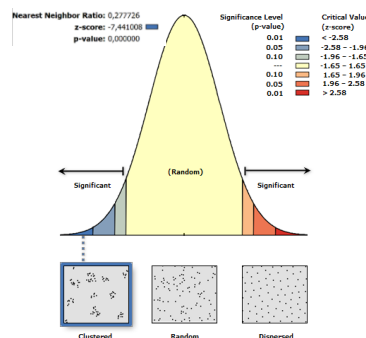 Nearest Neighbor Ratio: 0,277726
z-score: -7,441008
p-value: 0,000000
Significance Level
(p-value)
Critical Value
(z-score)
0.01 < -2.58
0.05 -2.58 – -1.96
0.10 -1.96 – -1.65
--- -1.65 – 1.65
0.10 1.65 – 1.96
0.05 1.96 – 2.58
0.01 > 2.58
(Random)
Significant Significant
Clustered Random Dispersed